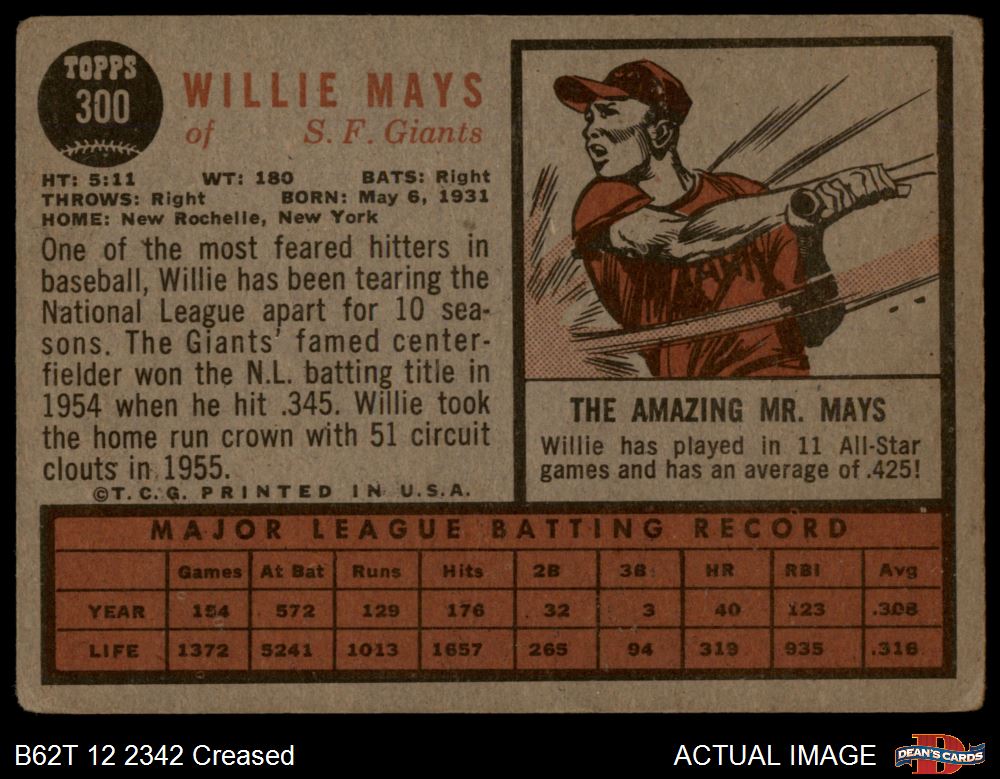 TOPPS
300
WILLIE MAYS
of S. F. Giants
HT: 5:11 WT: 180 BATS: Right
THROWS: Right BORN: May 6, 1931
HOME: New Rochelle, New York
One of the most feared hitters in
baseball, Willie has been tearing the
National League apart for 10 sea-
sons. The Giants' famed center-
fielder won the N.L. batting title in
1954 when he hit .345. Willie took
the home run crown with 51 circuit
clouts in 1955.
©T.C.G. PRINTED IN U.S.A.
THE AMAZING MR. MAYS
Willie has played in 11 All-Star
games and has an average of .425!
MAJOR LEAGUE BATTING RECORD
Games At Bat Runs Hits 2B 3B HR RBI Avg
YEAR 154 572 129 176 32 3 40 123 .308
LIFE 1372 5241 1013 1657 265 94 319 935 .316
B62T 12 2342 Creased
ACTUAL IMAGE
DEAN'S CARDS